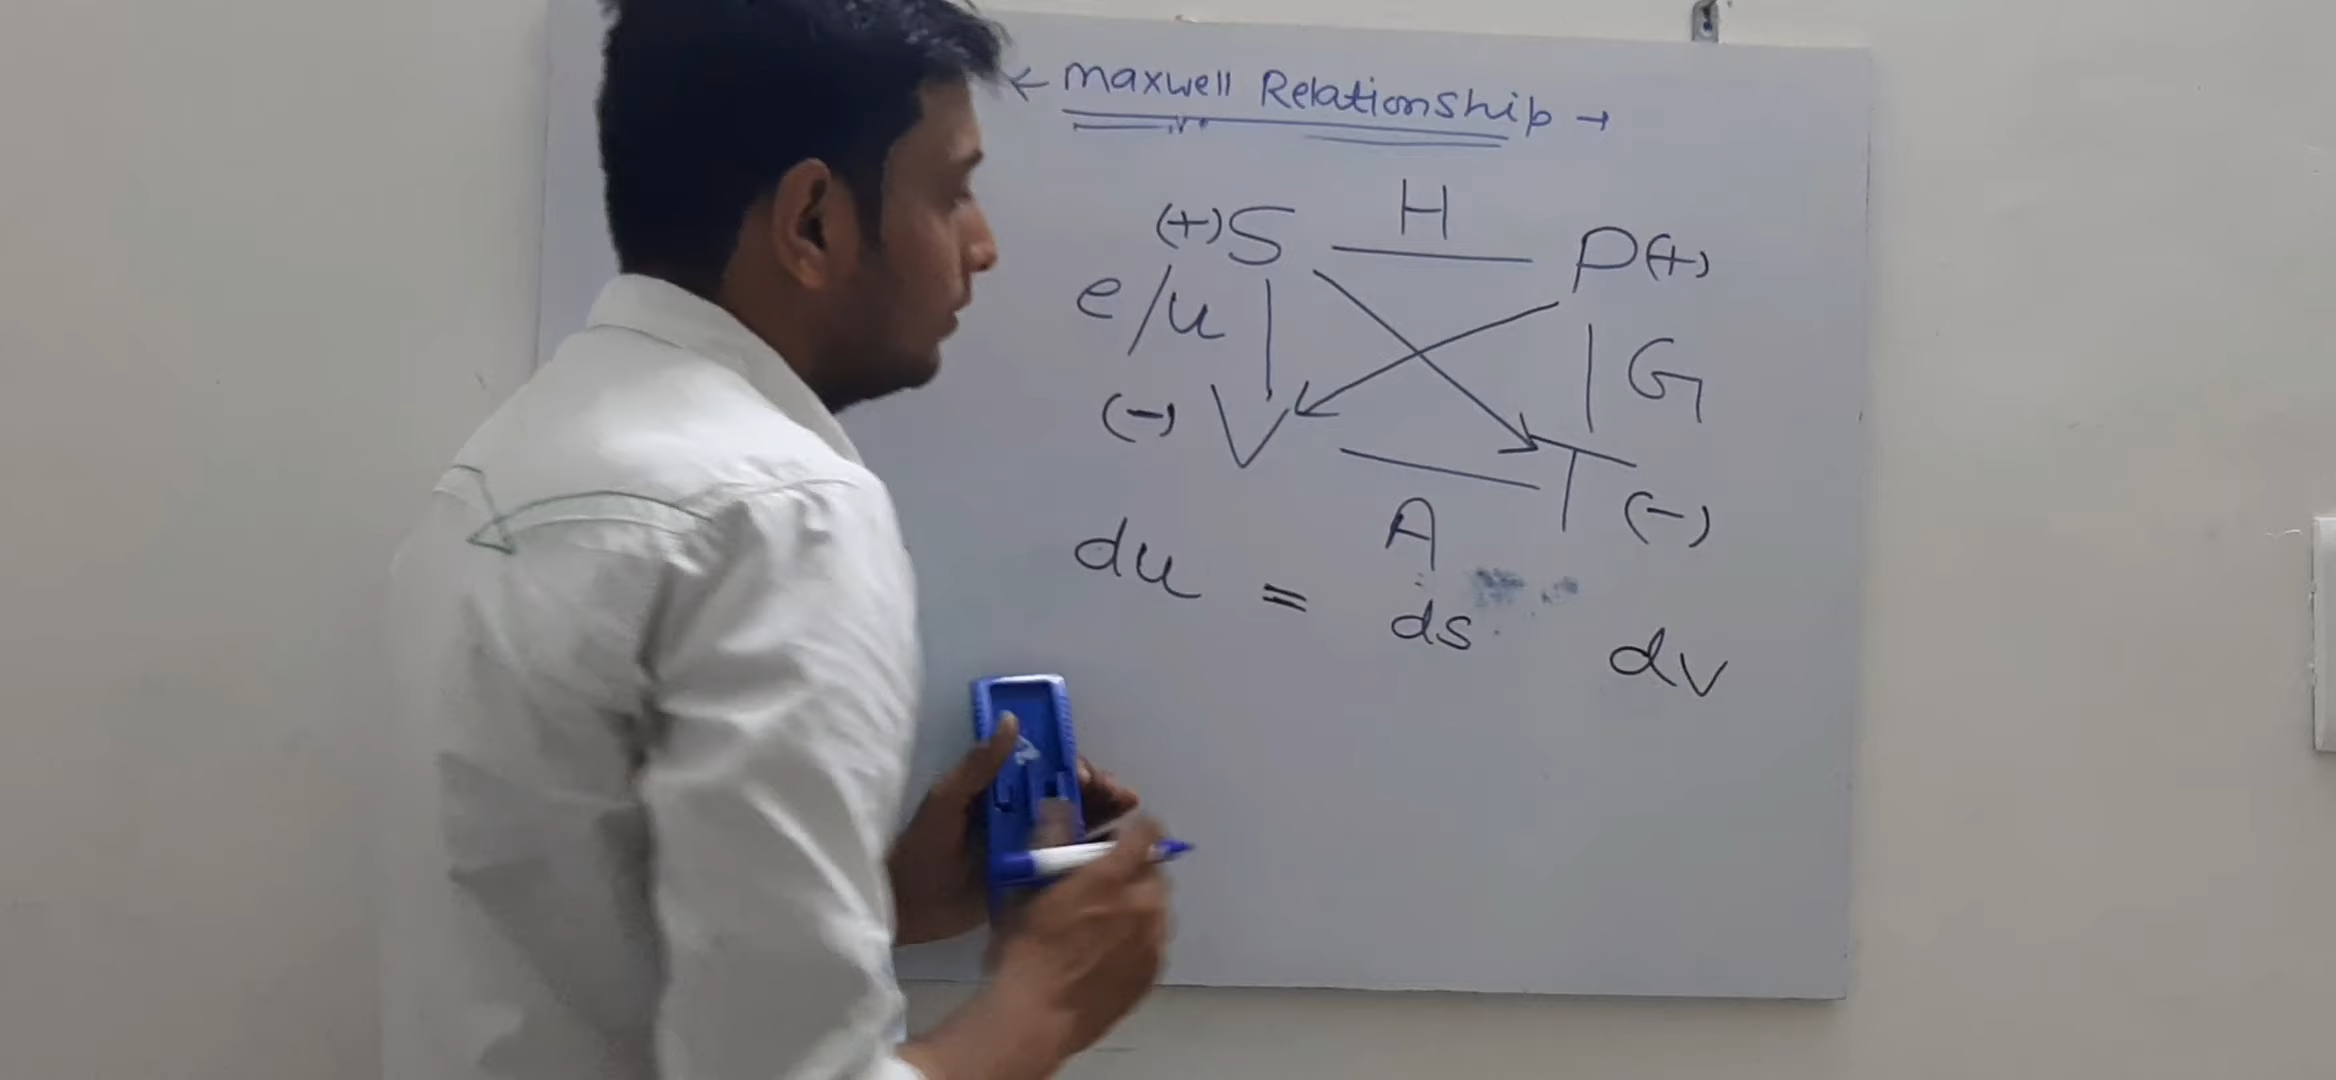 ← maxwell Relationship →
H
(+) S P (+)
e/u G
(-) V T (-)
A
du = ds dv